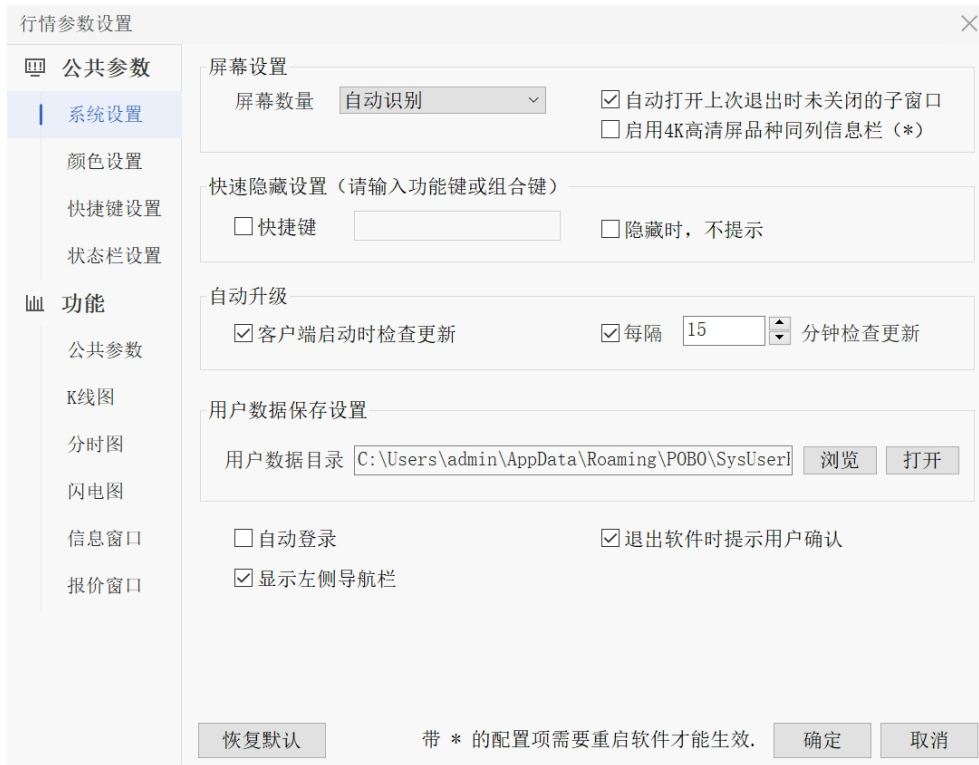 行情参数设置
公共参数
系统设置
颜色设置
快捷键设置
状态栏设置
功能
公共参数
K线图
分时图
闪电图
信息窗口
报价窗口
屏幕设置
屏幕数量 自动识别
自动打开上次退出时未关闭的子窗口
启用4K高清屏品种同列信息栏（*）
快速隐藏设置（请输入功能键或组合键）
快捷键
隐藏时，不提示
自动升级
客户端启动时检查更新
每隔 15 分钟检查更新
用户数据保存设置
用户数据目录 C:\Users\admin\AppData\Roaming\POBO\SysUser 浏览 打开
自动登录
退出软件时提示用户确认
显示左侧导航栏
恢复默认 带 * 的配置项需要重启软件才能生效. 确定 取消